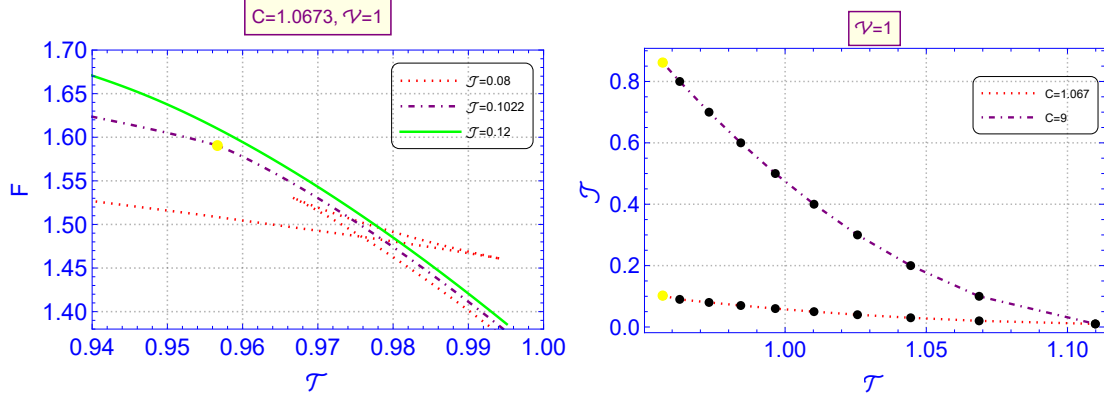 C=1.0673, 𝒱=1
F
1.70
1.65
1.60
1.55
1.50
1.45
1.40
0.94 0.95 0.96 0.97 0.98 0.99 1.00
𝒯
𝒥=0.08
𝒥=0.1022
𝒥=0.12
𝒱=1
𝒥
0.8
0.6
0.4
0.2
0.0
1.00 1.05 1.10
𝒯
C=1.067
C=9